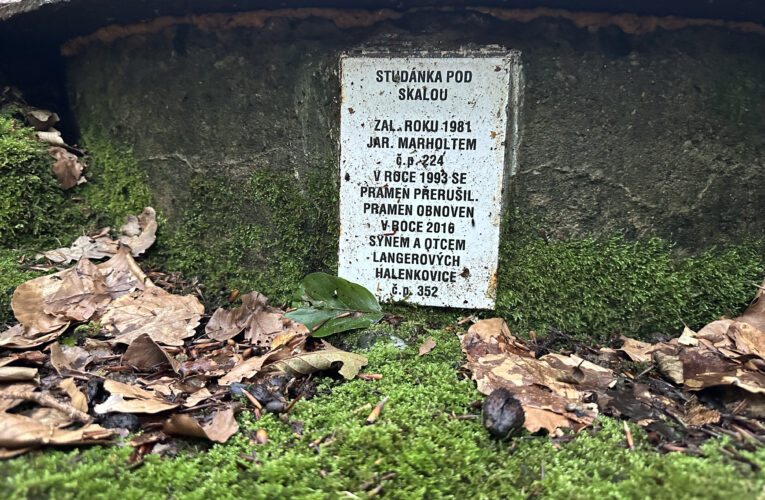 STUDÁNKA POD
SKALOU
ZAL. ROKU 1981
JAR. MARHOLTEM
č.p. 224
V ROCE 1993 SE
PRAMEN PŘERUŠIL.
PRAMEN OBNOVEN
V ROCE 2016
SYNEM A OTCEM
LANGEROVÝCH
HALENKOVICE
č.p. 352